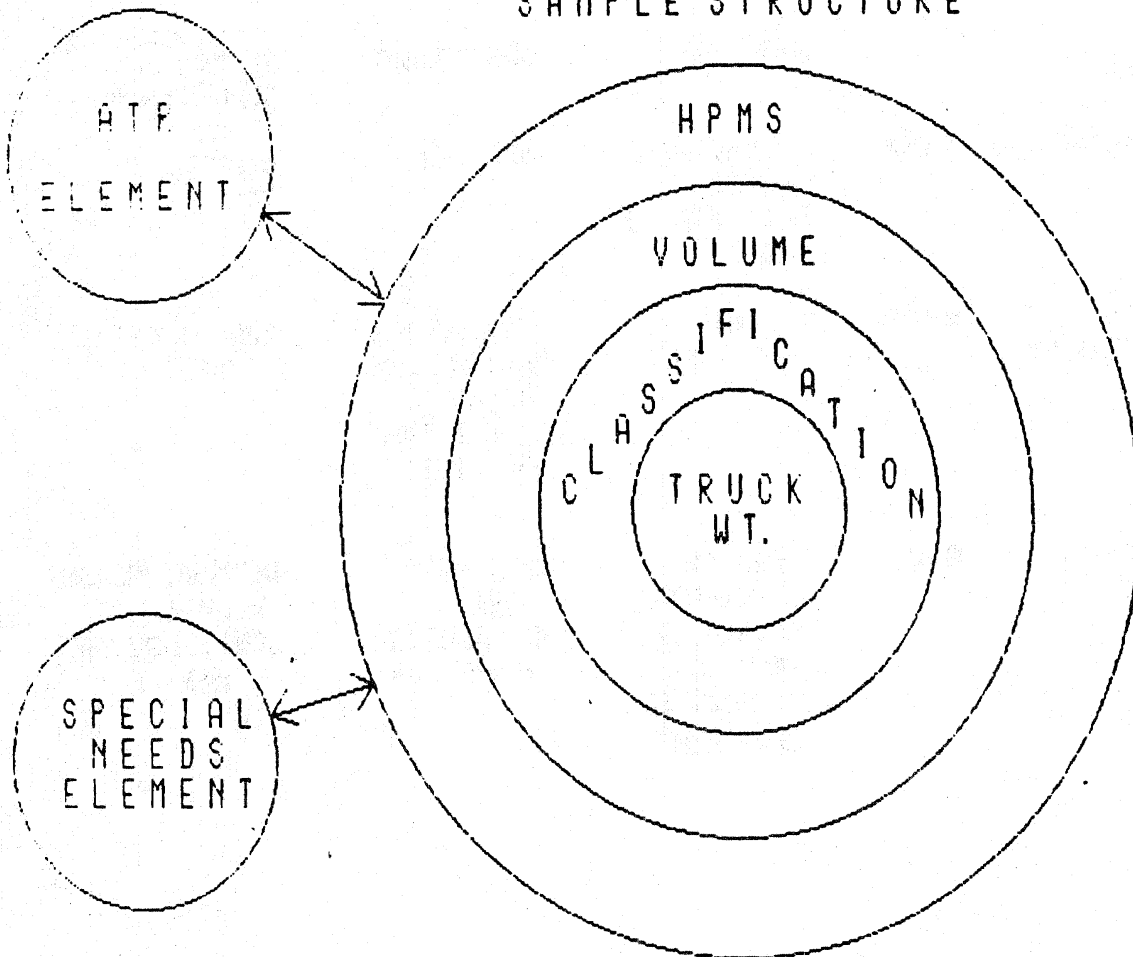 SAMPLE STRUCTURE
ATR
ELEMENT
HPMS
VOLUME
CLASSIFICATION
TRUCK
WT.
SPECIAL
NEEDS
ELEMENT